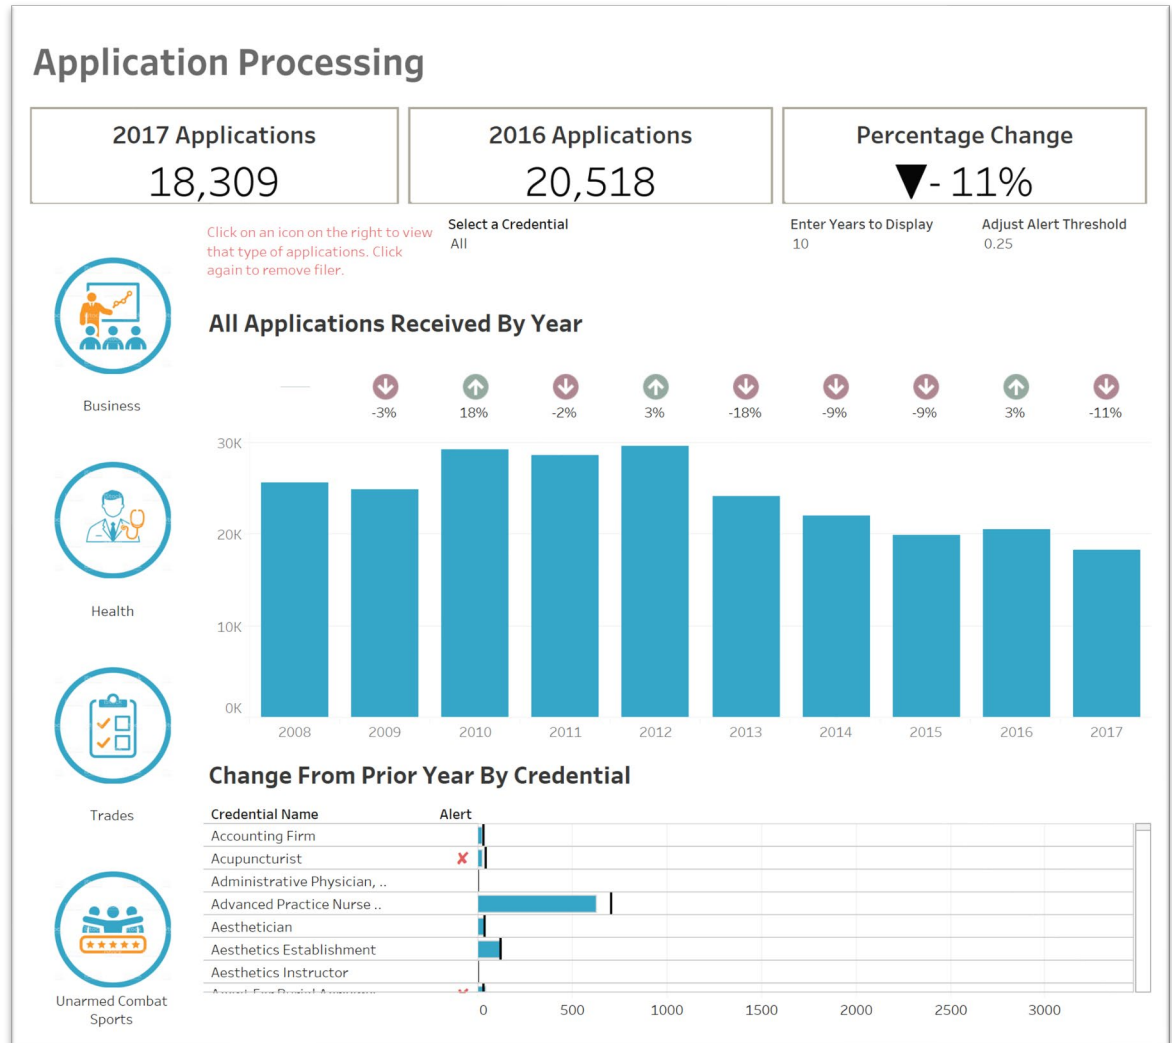 Application Processing
2017 Applications
18,309
2016 Applications
20,518
Percentage Change
▼- 11%
Click on an icon on the right to view
that type of applications. Click
again to remove filer.
Select a Credential
All
Enter Years to Display
10
Adjust Alert Threshold
0.25
Business
Health
Trades
Unarmed Combat
Sports
All Applications Received By Year
-3% 18% -2% 3% -18% -9% -9% 3% -11%
30K
20K
10K
0K
2008 2009 2010 2011 2012 2013 2014 2015 2016 2017
Change From Prior Year By Credential
Credential Name Alert
Accounting Firm
Acupuncturist ✘
Administrative Physician, ..
Advanced Practice Nurse ..
Aesthetician
Aesthetics Establishment
Aesthetics Instructor
0 500 1000 1500 2000 2500 3000